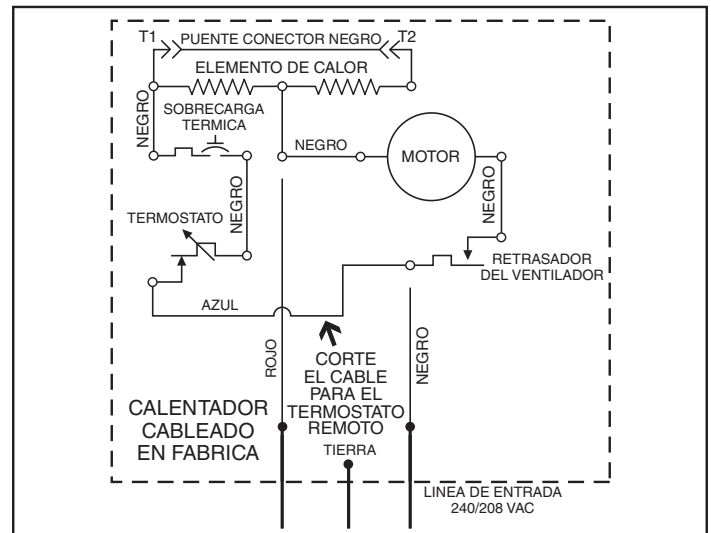 T1
PUENTE CONECTOR NEGRO
T2
ELEMENTO DE CALOR
NEGRO
SOBRECARGA
TERMICA
NEGRO
MOTOR
NEGRO
NEGRO
TERMOSTATO
RETRASADOR
DEL VENTILADOR
AZUL
ROJO
CORTE
EL CABLE
PARA EL
TERMOSTATO
REMOTO
NEGRO
CALENTADOR
CABLEADO
EN FABRICA
TIERRA
LINEA DE ENTRADA
240/208 VAC